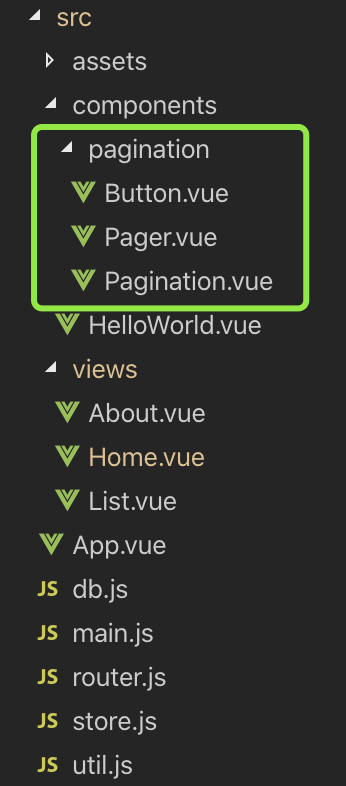 src
assets
components
pagination
Button.vue
Pager.vue
Pagination.vue
HelloWorld.vue
views
About.vue
Home.vue
List.vue
App.vue
JS db.js
JS main.js
JS router.js
JS store.js
JS util.js